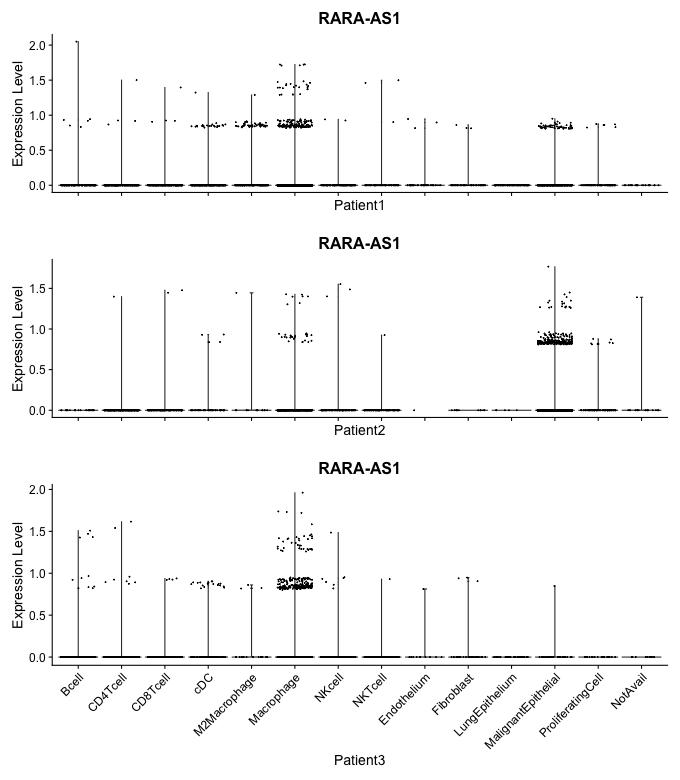 RARA-AS1
Expression Level
2.0
1.5
1.0
0.5
0.0
Patient1
RARA-AS1
Expression Level
1.5
1.0
0.5
0.0
Patient2
RARA-AS1
Expression Level
2.0
1.5
1.0
0.5
0.0
Bcell
CD4Tcell
CD8Tcell
cDC
M2Macrophage
Macrophage
NKcell
NKTcell
Endothelium
Fibroblast
LungEpithelium
MalignantEpithelial
ProliferatingCell
NotAvail
Patient3